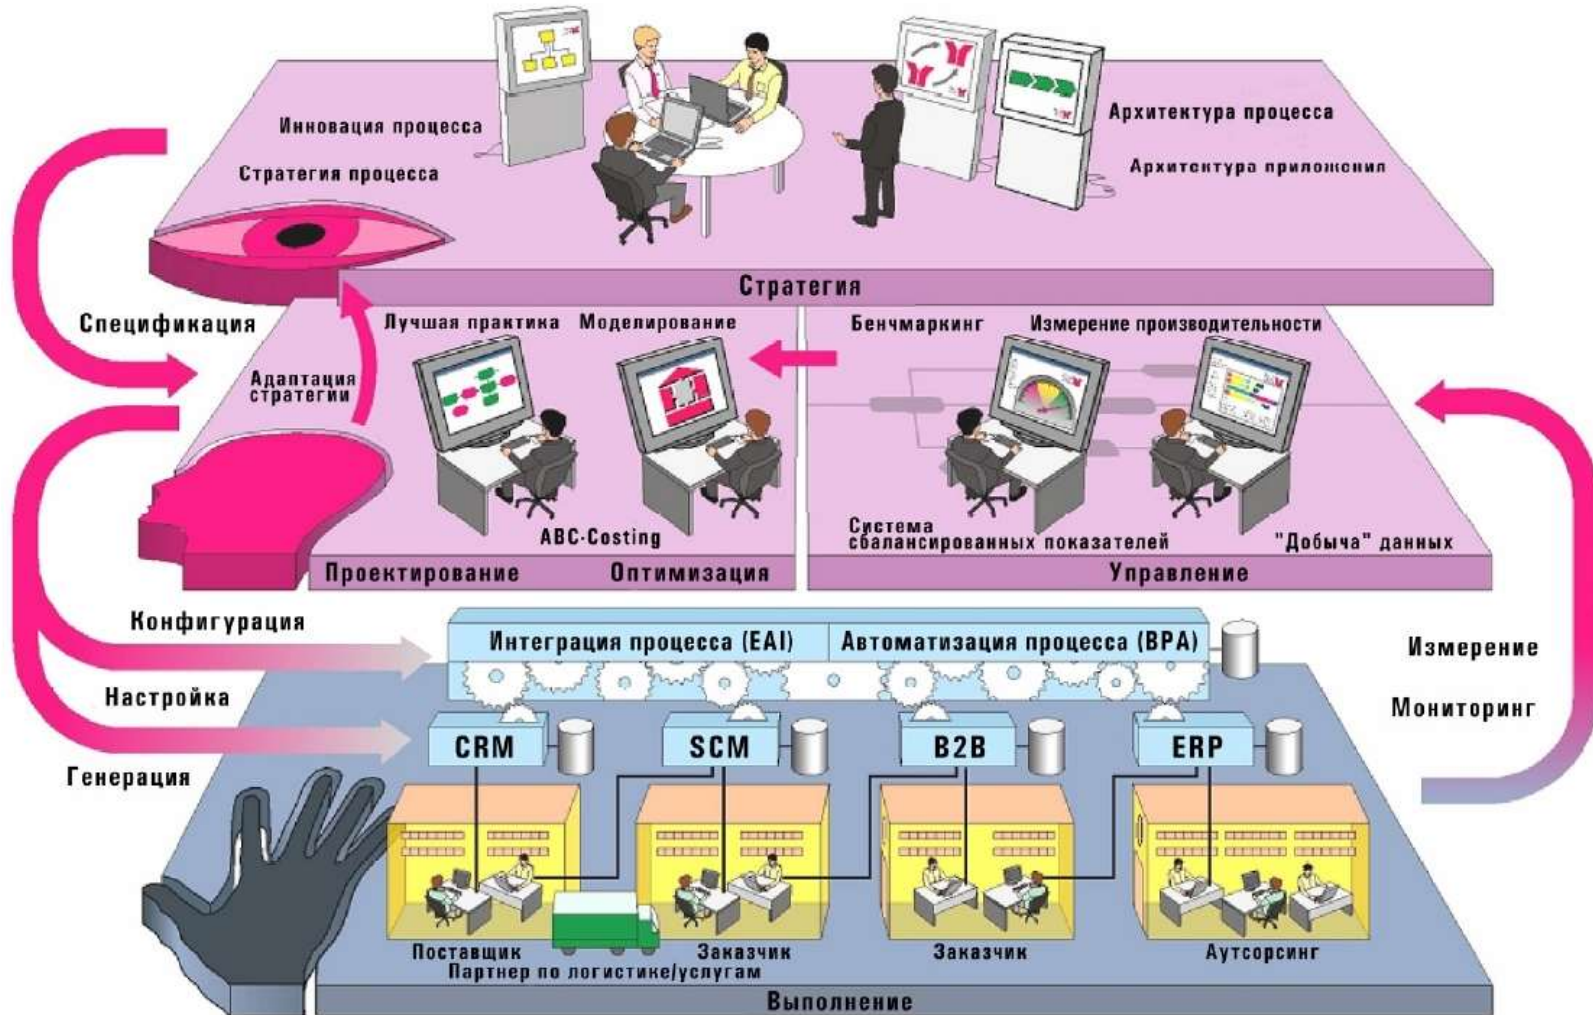 Инновация процесса
Стратегия процесса
Архитектура процесса
Архитектура приложения
Стратегия
Спецификация
Адаптация
стратегии
Лучшая практика
Моделирование
Бенчмаркинг
Измерение производительности
ABC-Costing
Система
сбалансированных показателей
"Добыча" данных
Проектирование
Оптимизация
Управление
Конфигурация
Настройка
Генерация
Интеграция процесса (EAI)
Автоматизация процесса (BPA)
Измерение
Мониторинг
CRM
SCM
B2B
ERP
Поставщик
Заказчик
Заказчик
Аутсорсинг
Партнер по логистике/услугам
Выполнение